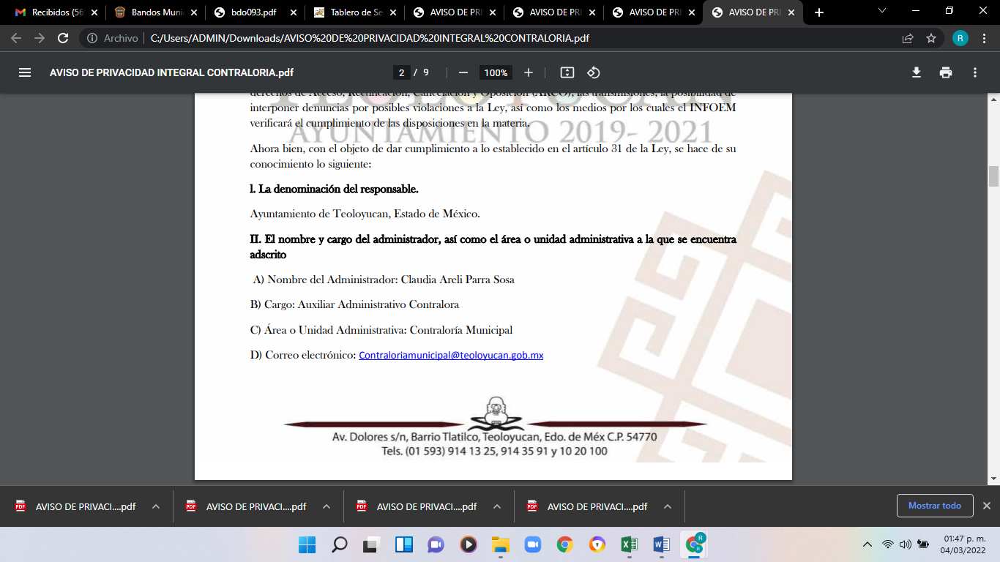 Recibidos (56
Bandos Muni
bdo093.pdf
Tablero de Se
AVISO DE PRI
AVISO DE PRI
AVISO DE PRI
AVISO DE PRI
Archivo C:/Users/ADMIN/Downloads/AVISO%20DE%20PRIVACIDAD%20INTEGRAL%20CONTRALORIA.pdf
R
AVISO DE PRIVACIDAD INTEGRAL CONTRALORIA.pdf
2 / 9
100%
derechos de Acceso, Rectificación, Cancelación y Oposición (ARCO), las transmisiones, la posibilidad de
interponer denuncias por posibles violaciones a la Ley, así como los medios por los cuales el INFOEM
verificará el cumplimiento de las disposiciones en la materia.
TEOLOYUCAN
AYUNTAMIENTO 2019- 2021
Ahora bien, con el objeto de dar cumplimiento a lo establecido en el artículo 31 de la Ley, se hace de su
conocimiento lo siguiente:
l. La denominación del responsable.
Ayuntamiento de Teoloyucan, Estado de México.
II. El nombre y cargo del administrador, así como el área o unidad administrativa a la que se encuentra
adscrito
A) Nombre del Administrador: Claudia Areli Parra Sosa
B) Cargo: Auxiliar Administrativo Contralora
C) Área o Unidad Administrativa: Contraloría Municipal
D) Correo electrónico: Contraloriamunicipal@teoloyucan.gob.mx
Av. Dolores s/n, Barrio Tlatilco, Teoloyucan, Edo. de Méx C.P. 54770
Tels. (01 593) 914 13 25, 914 35 91 y 10 20 100
AVISO DE PRIVACI....pdf
AVISO DE PRIVACI....pdf
AVISO DE PRIVACI....pdf
AVISO DE PRIVACI....pdf
Mostrar todo
01:47 p. m.
04/03/2022